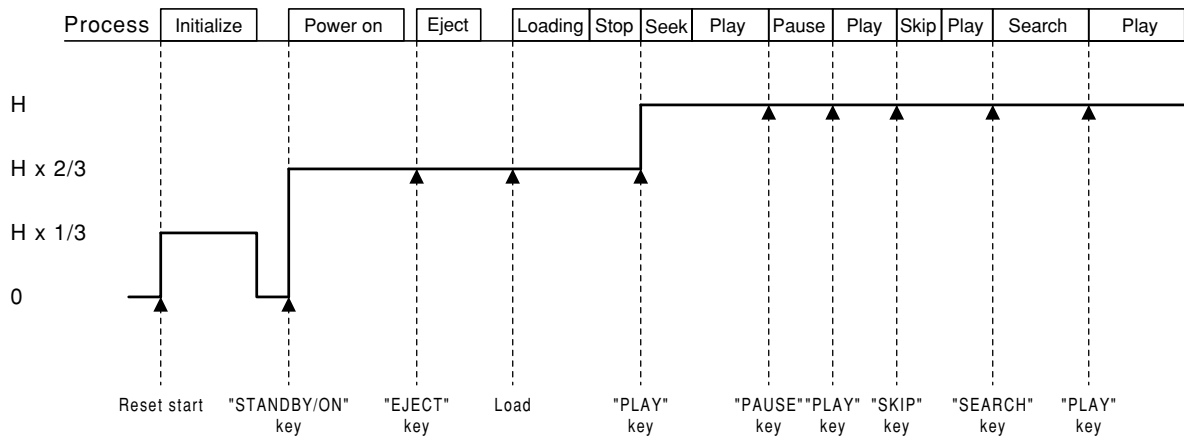 Process Initialize Power on Eject Loading Stop Seek Play Pause Play Skip Play Search Play
H
H x 2/3
H x 1/3
0
Reset start "STANDBY/ON" "EJECT" Load "PLAY" "PAUSE" "PLAY" "SKIP" "SEARCH" "PLAY"
key key key key key key key key